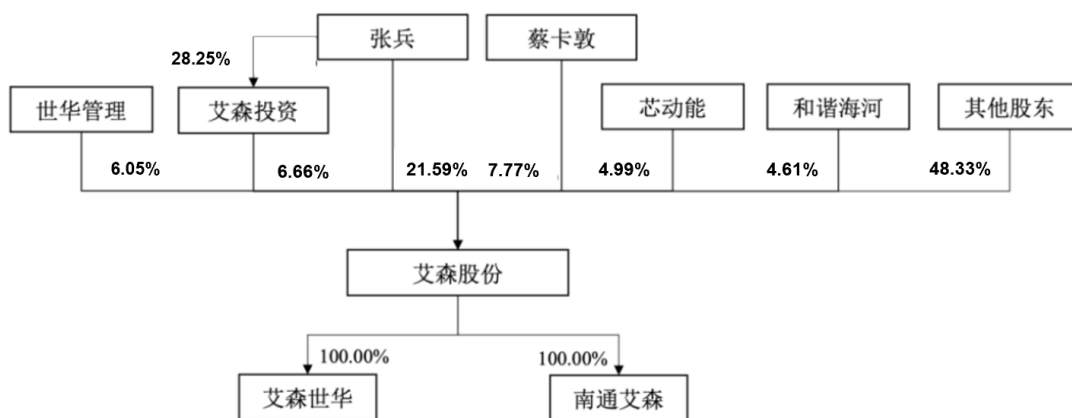 张兵
蔡卡敦
28.25%
世华管理
艾森投资
芯动能
和谐海河
其他股东
6.05%
6.66%
21.59%
7.77%
4.99%
4.61%
48.33%
艾森股份
100.00%
100.00%
艾森世华
南通艾森